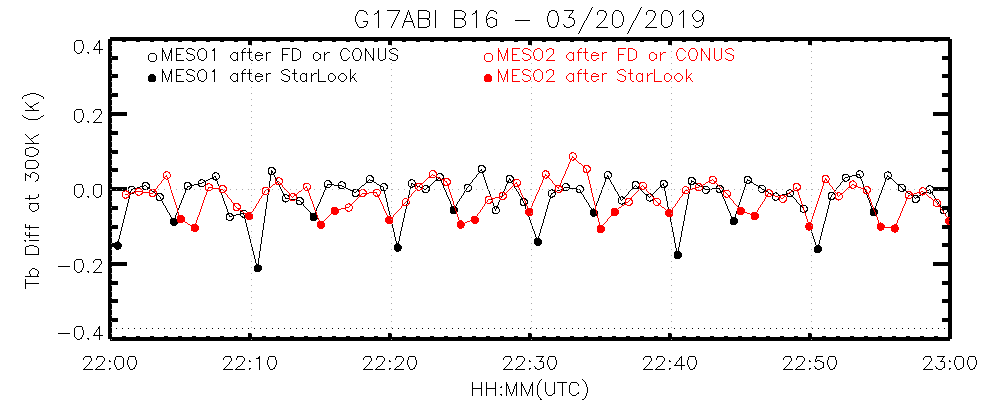 G17ABI B16 - 03/20/2019
MESO1 after FD or CONUS
MESO2 after FD or CONUS
MESO1 after StarLook
MESO2 after StarLook
Tb Diff at 300K (K)
0.4
0.2
0.0
-0.2
-0.4
22:00 22:10 22:20 22:30 22:40 22:50 23:00
HH:MM(UTC)